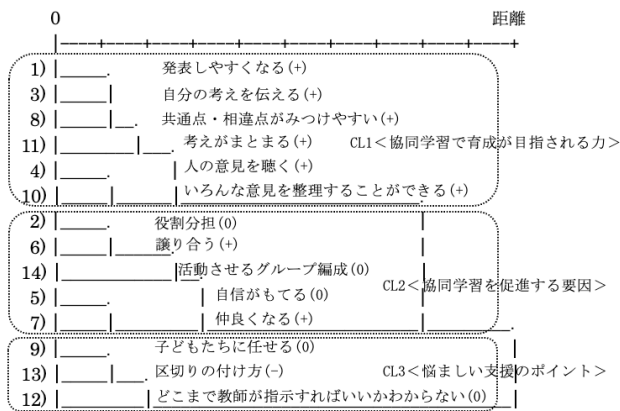 0 距離
1) 発表しやすくなる(+)
3) 自分の考えを伝える(+)
8) 共通点・相違点がみつけやすい(+)
11) 考えがまとまる(+) CL1<協同学習で育成が目指される力>
4) 人の意見を聴く(+)
10) いろんな意見を整理することができる(+)
2) 役割分担(0)
6) 譲り合う(+)
14) 活動させるグループ編成(0)
CL2<協同学習を促進する要因>
5) 自信がもてる(0)
7) 仲良くなる(+)
9) 子どもたちに任せる(0)
13) 区切りの付け方(-) CL3<悩ましい支援のポイント>
12) どこまで教師が指示すればいいかわからない(0)